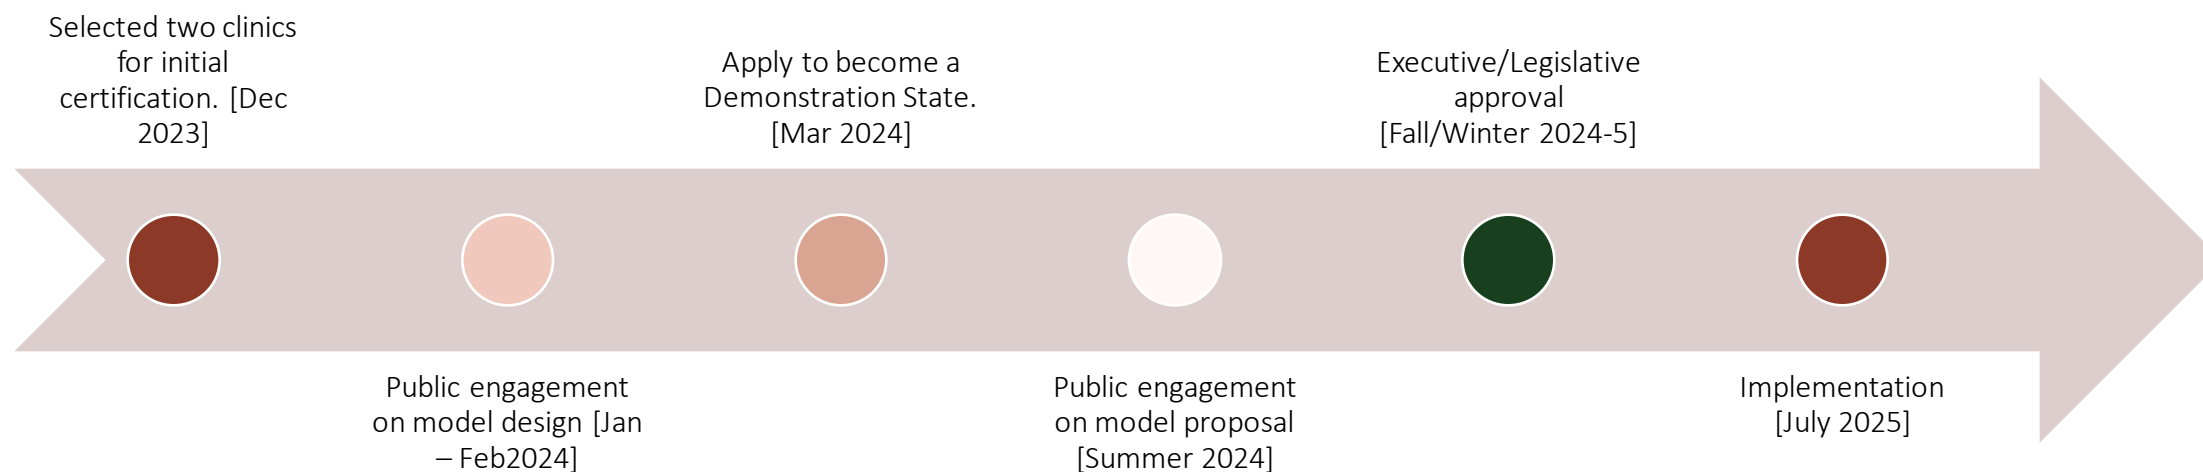 Selected two clinics
for initial
certification. [Dec
2023]
Public engagement
on model design [Jan
– Feb2024]
Apply to become a
Demonstration State.
[Mar 2024]
Public engagement
on model proposal
[Summer 2024]
Executive/Legislative
approval
[Fall/Winter 2024-5]
Implementation
[July 2025]